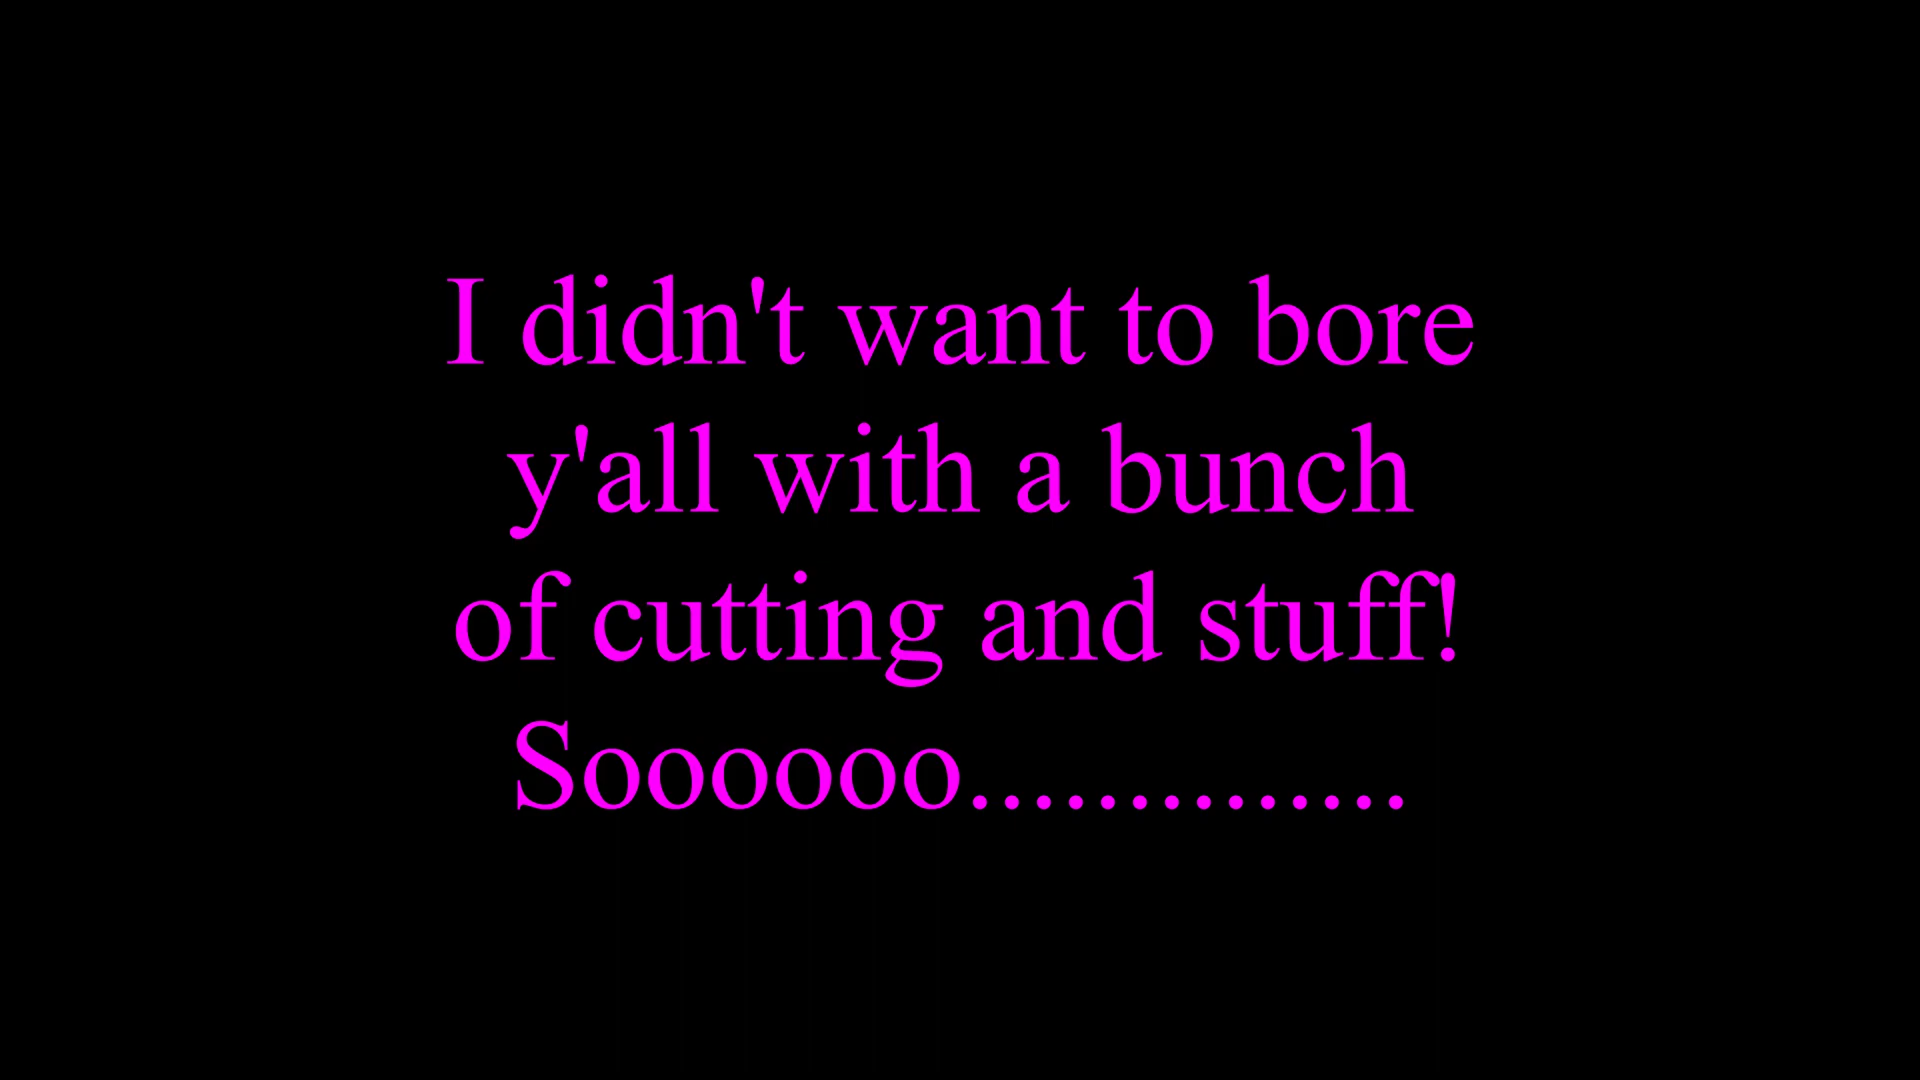 I didn't want to bore
y'all with a bunch
of cutting and stuff!
Soooooo..............